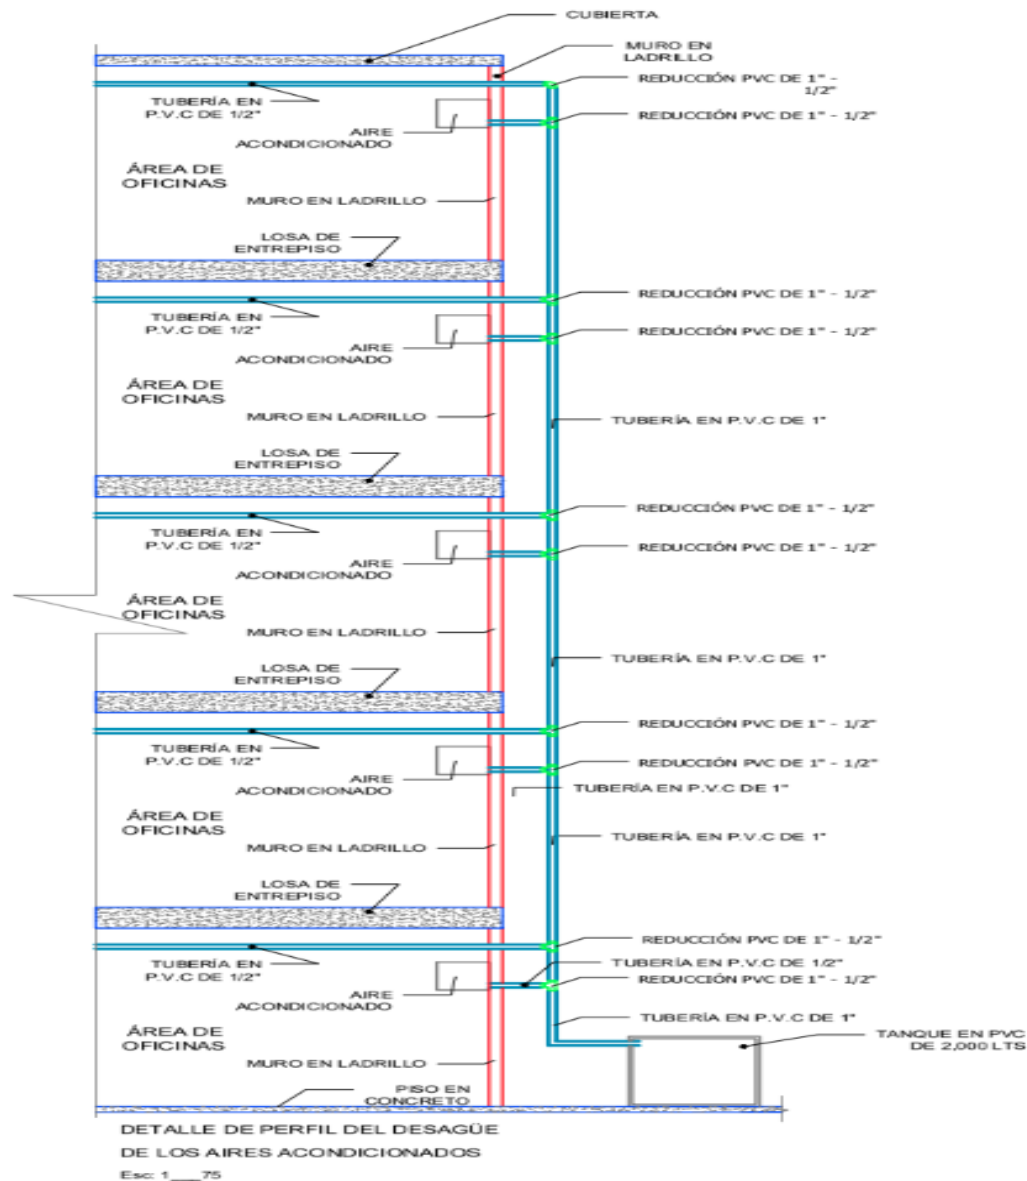 CUBIERTA
MURO EN
LADRILLO
REDUCCIÓN PVC DE 1" -
1/2"
TUBERÍA EN
P.V.C DE 1/2"
REDUCCIÓN PVC DE 1" - 1/2"
AIRE
ACONDICIONADO
ÁREA DE
OFICINAS
MURO EN LADRILLO
LOSA DE
ENTREPISO
REDUCCIÓN PVC DE 1" - 1/2"
TUBERÍA EN
P.V.C DE 1/2"
REDUCCIÓN PVC DE 1" - 1/2"
AIRE
ACONDICIONADO
ÁREA DE
OFICINAS
MURO EN LADRILLO
TUBERÍA EN P.V.C DE 1"
LOSA DE
ENTREPISO
REDUCCIÓN PVC DE 1" - 1/2"
TUBERÍA EN
P.V.C DE 1/2"
REDUCCIÓN PVC DE 1" - 1/2"
AIRE
ACONDICIONADO
ÁREA DE
OFICINAS
MURO EN LADRILLO
TUBERÍA EN P.V.C DE 1"
LOSA DE
ENTREPISO
REDUCCIÓN PVC DE 1" - 1/2"
TUBERÍA EN
P.V.C DE 1/2"
REDUCCIÓN PVC DE 1" - 1/2"
AIRE
ACONDICIONADO
TUBERÍA EN P.V.C DE 1"
ÁREA DE
OFICINAS
TUBERÍA EN P.V.C DE 1"
MURO EN LADRILLO
LOSA DE
ENTREPISO
REDUCCIÓN PVC DE 1" - 1/2"
TUBERÍA EN
P.V.C DE 1/2"
TUBERÍA EN P.V.C DE 1/2"
REDUCCIÓN PVC DE 1" - 1/2"
AIRE
ACONDICIONADO
TUBERÍA EN P.V.C DE 1"
ÁREA DE
OFICINAS
TANQUE EN PVC
DE 2,000 LTS
MURO EN LADRILLO
PISO EN
CONCRETO
DETALLE DE PERFIL DEL DESAGÜE
DE LOS AIRES ACONDICIONADOS
Esc: 1___75